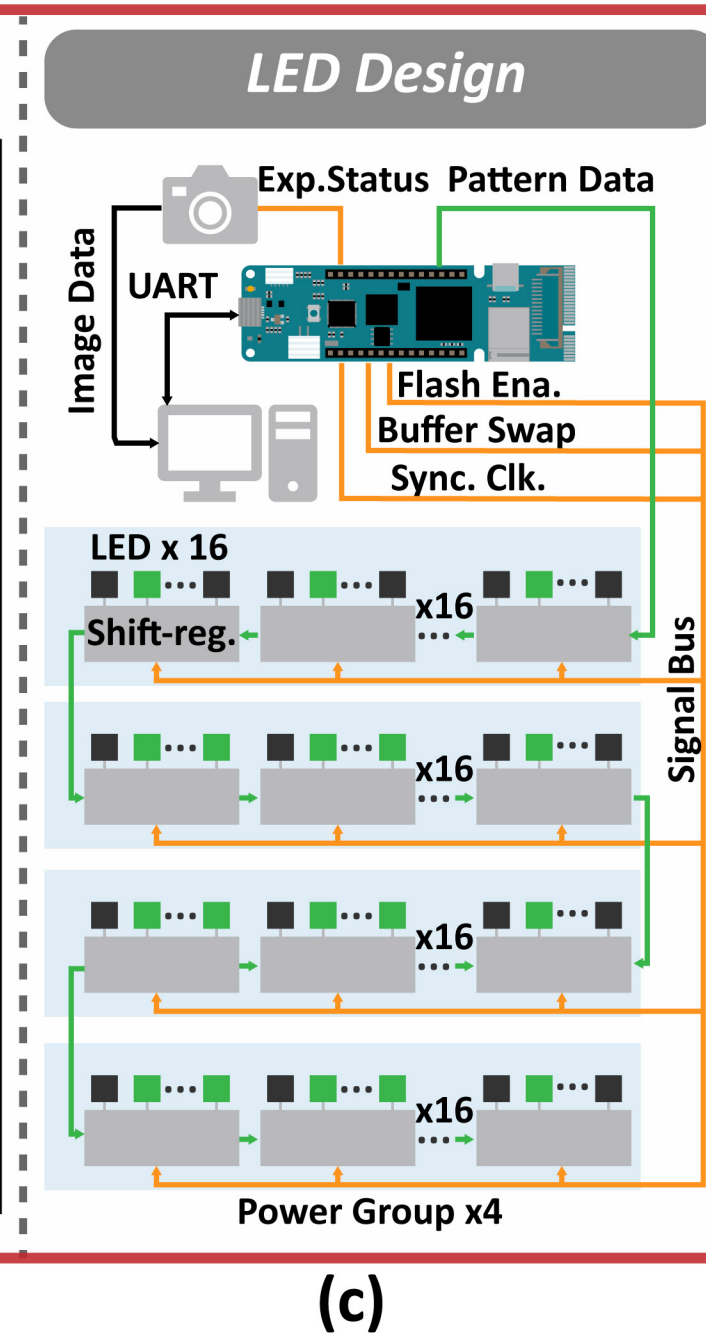 LED Design
Exp.Status Pattern Data
Image Data
UART
Flash Ena.
Buffer Swap
Sync. Clk.
LED x 16
x16
Shift-reg.
Signal Bus
x16
x16
x16
Power Group x4
(c)